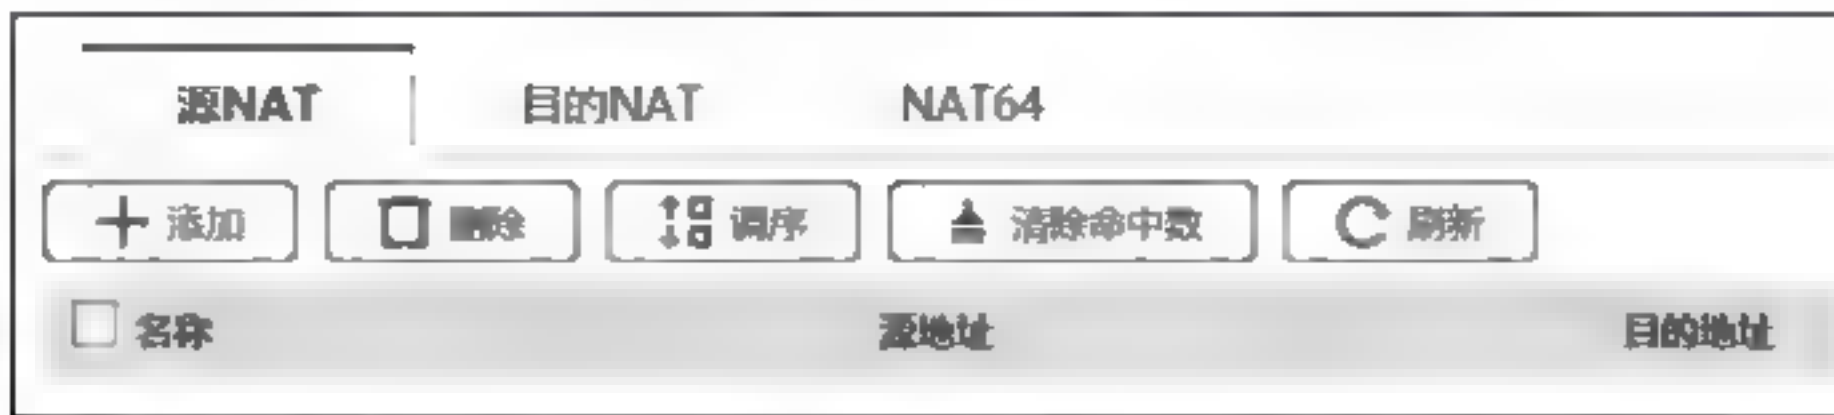 源NAT 目的NAT NAT64
添加 删除 调序 清除命中数 刷新
名称 源地址 目的地址